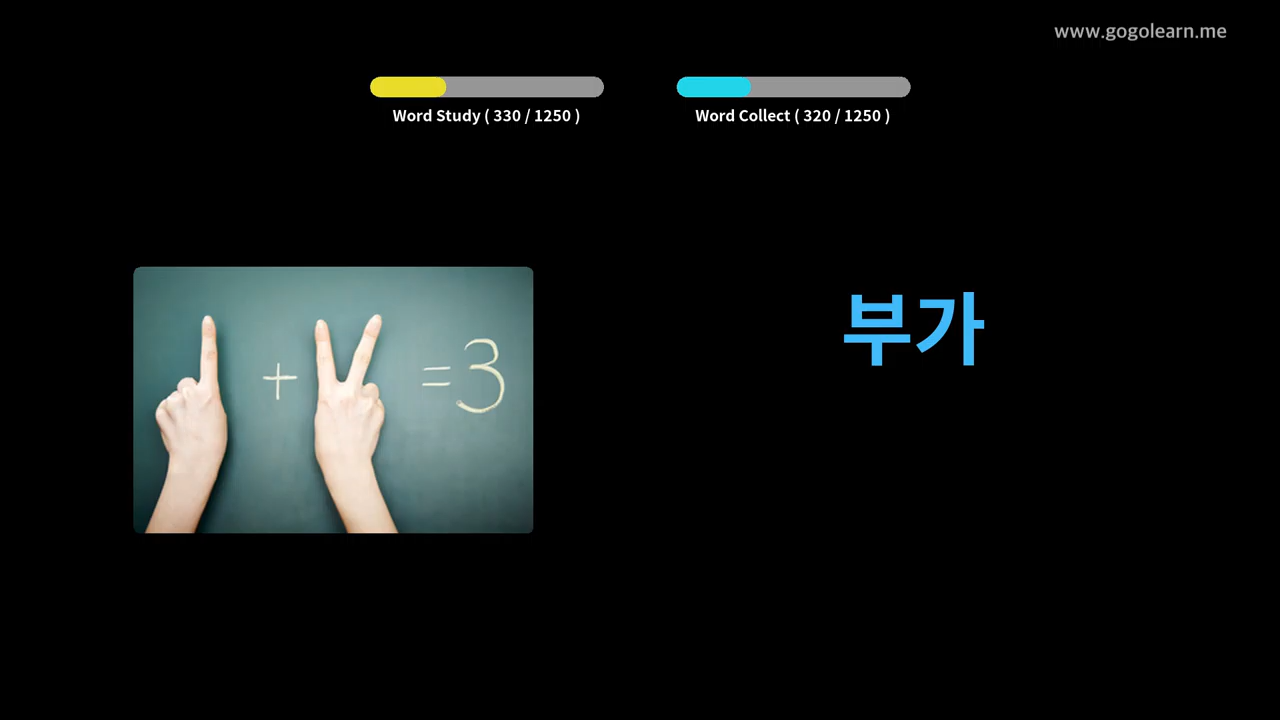 www.gogolearn.me
Word Study ( 330 / 1250 )
Word Collect ( 320 / 1250 )
+ =3
부가